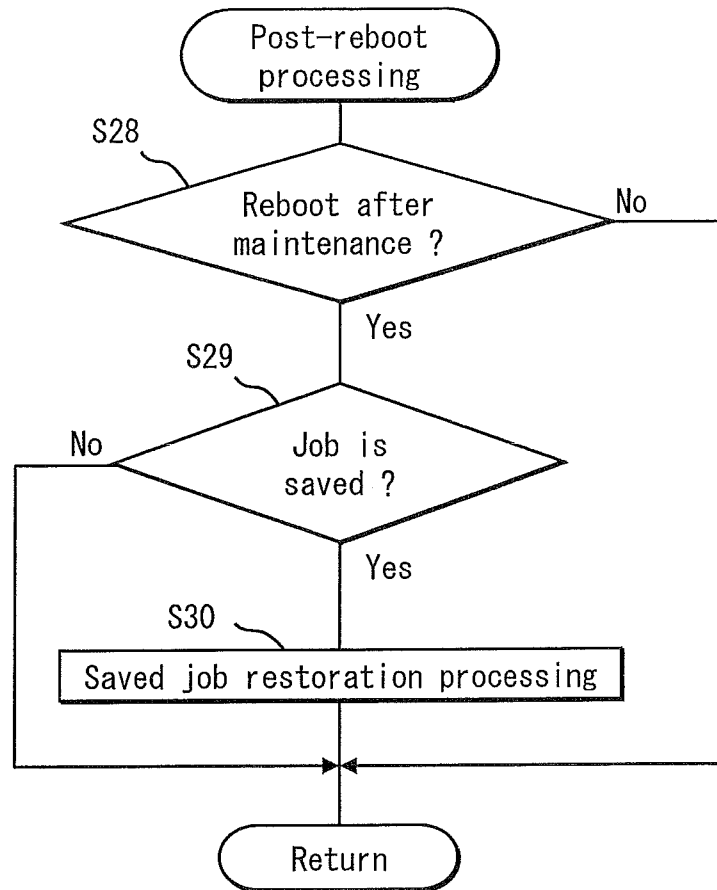 Post-reboot
processing
S28
Reboot after
maintenance ?
No
Yes
S29
No
Job is
saved ?
Yes
S30
Saved job restoration processing
Return